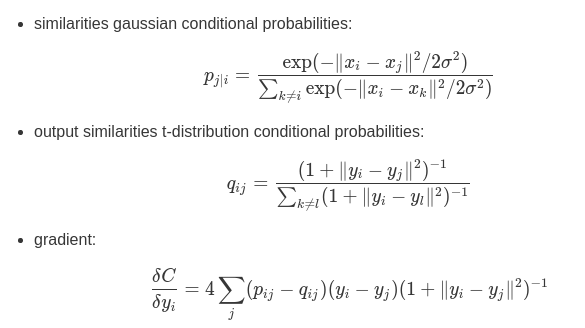 • similarities gaussian conditional probabilities:
p_{j|i} = \frac{\exp(-\|x_i - x_j\|^2/2\sigma^2)}{\sum_{k \neq i} \exp(-\|x_i - x_k\|^2/2\sigma^2)}
• output similarities t-distribution conditional probabilities:
q_{ij} = \frac{(1 + \|y_i - y_j\|^2)^{-1}}{\sum_{k \neq l} (1 + \|y_i - y_l\|^2)^{-1}}
• gradient:
\frac{\delta C}{\delta y_i} = 4 \sum_j (p_{ij} - q_{ij})(y_i - y_j)(1 + \|y_i - y_j\|^2)^{-1}